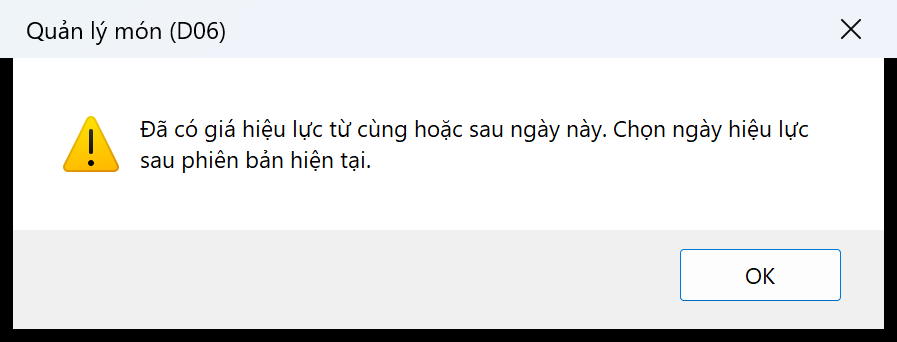 Quản lý món (D06)
Đã có giá hiệu lực từ cùng hoặc sau ngày này. Chọn ngày hiệu lực
sau phiên bản hiện tại.
OK